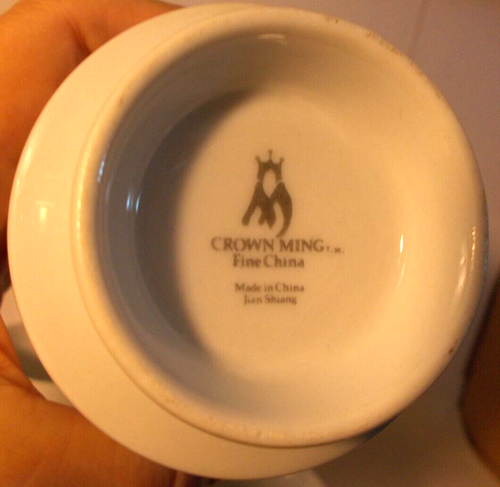 CROWN MING T.M.
Fine China
Made in China
Jian Shiang